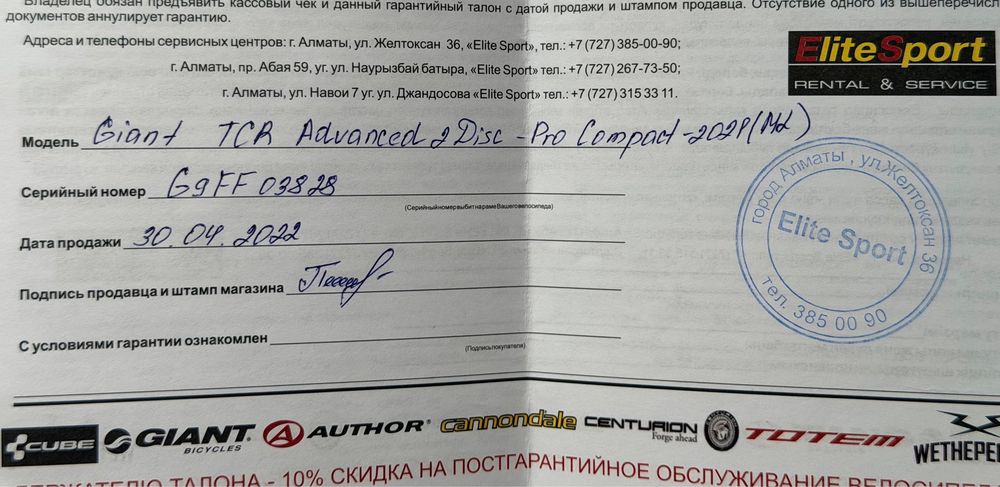 Владелец обязан предъявить кассовый чек и данный гарантийный талон с датой продажи и штампом продавца. Отсутствие одного из
документов аннулирует гарантию.
Адреса и телефоны сервисных центров: г. Алматы, ул. Желтоксан 36, «Elite Sport», тел.: +7 (727) 385-00-90;
г. Алматы, пр. Абая 59, уг. ул. Наурызбай батыра, «Elite Sport» тел.: +7 (727) 267-73-50;
г. Алматы, ул. Навои 7 уг. ул. Джандосова «Elite Sport» тел.: +7 (727) 315 33 11.
EliteSport
RENTAL & SERVICE
Модель Giant TCR Advanced 2 Disc - Pro Compact - 2021 (ML)
Серийный номер G9FF03828
(Серийный номер выбит на раме Вашего велосипеда)
Дата продажи 30.04.2022
Подпись продавца и штамп магазина
город Алматы, ул.Желтоксан 36
Elite Sport
тел. 385 00 90
С условиями гарантии ознакомлен
(Подпись покупателя)
CUBE GIANT BICYCLES AUTHOR cannondale CENTURION Forge ahead TOTEM
ТАЛОНА - 10% СКИДКА НА ПОСТГАРАНТИЙНОЕ ОБСЛУЖИВАНИЕ